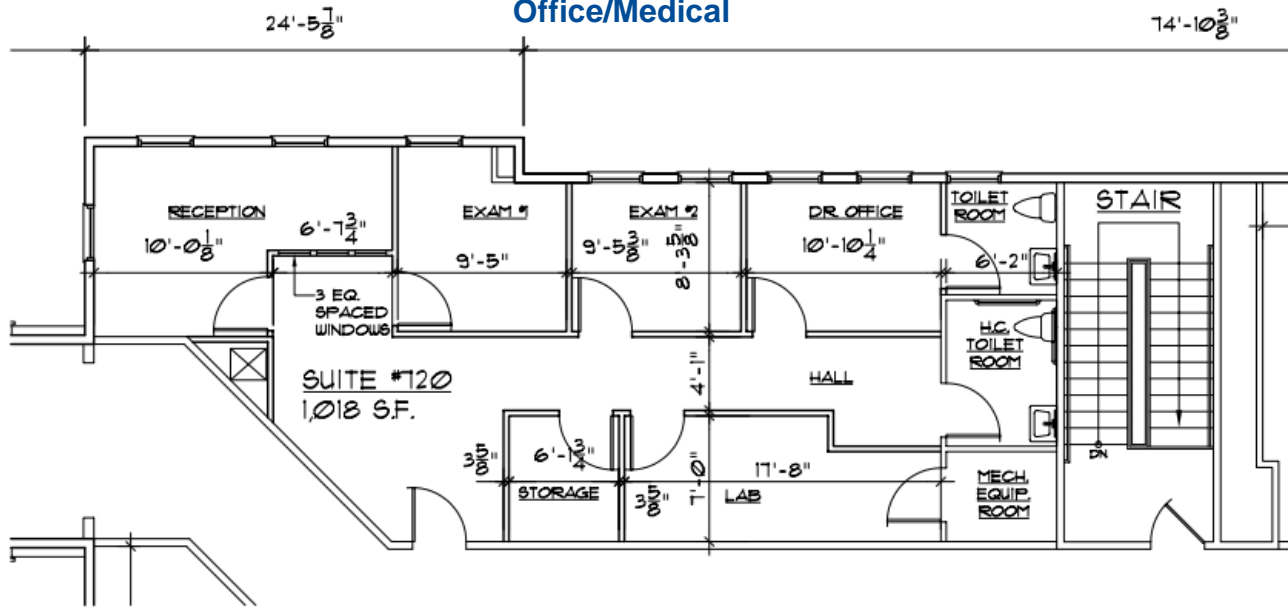 Office/Medical
24'-5 7/8"
74'-10 3/8"
RECEPTION
EXAM #1
EXAM #2
DR. OFFICE
TOILET
ROOM
STAIR
10'-0 1/8"
6'-7 3/4"
9'-5"
9'-5 3/8"
8'-3 5/8"
10'-10 1/4"
6'-2"
3 EQ.
SPACED
WINDOWS
H.C.
TOILET
ROOM
SUITE #720
1,018 S.F.
4'-1"
HALL
DN
3 5/8"
6'-1 3/4"
STORAGE
3 5/8"
7'-0"
17'-8"
LAB
MECH.
EQUIP.
ROOM